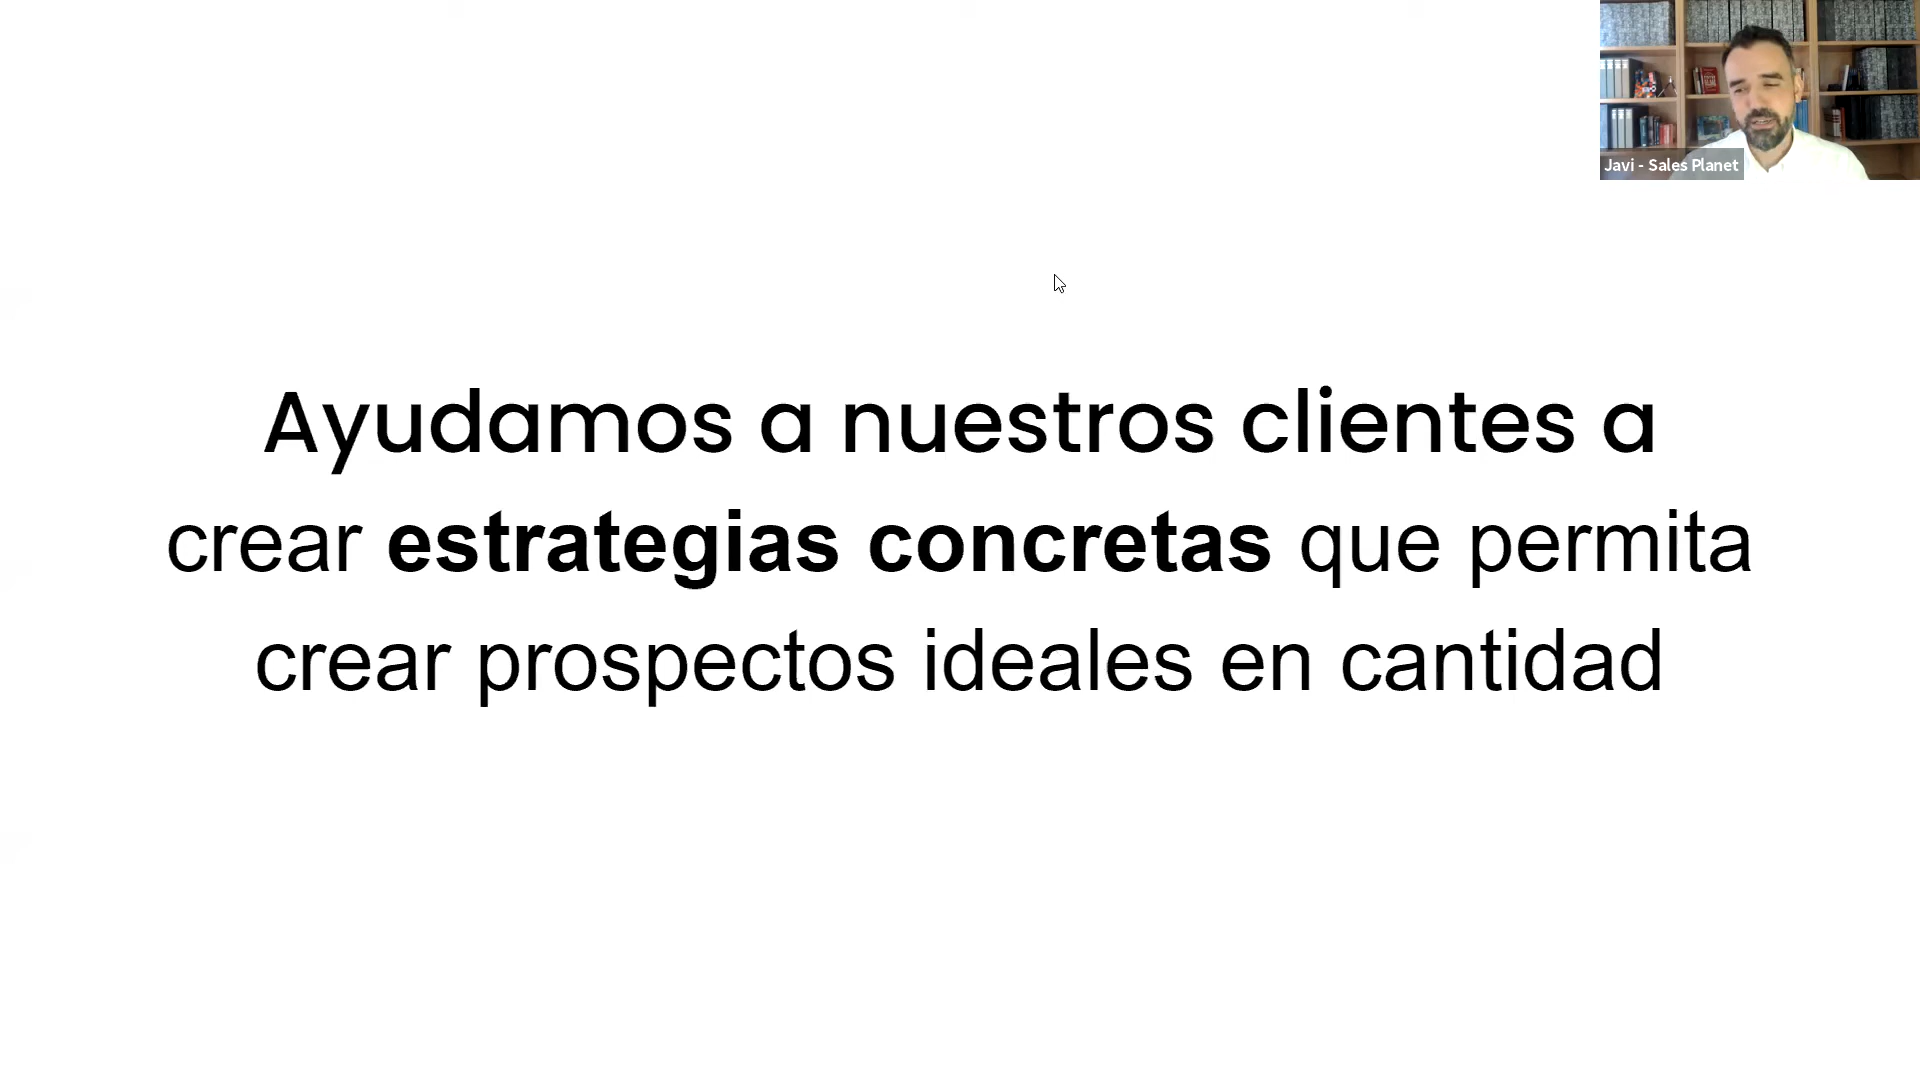 Javi - Sales Planet
Ayudamos a nuestros clientes a
crear estrategias concretas que permita
crear prospectos ideales en cantidad